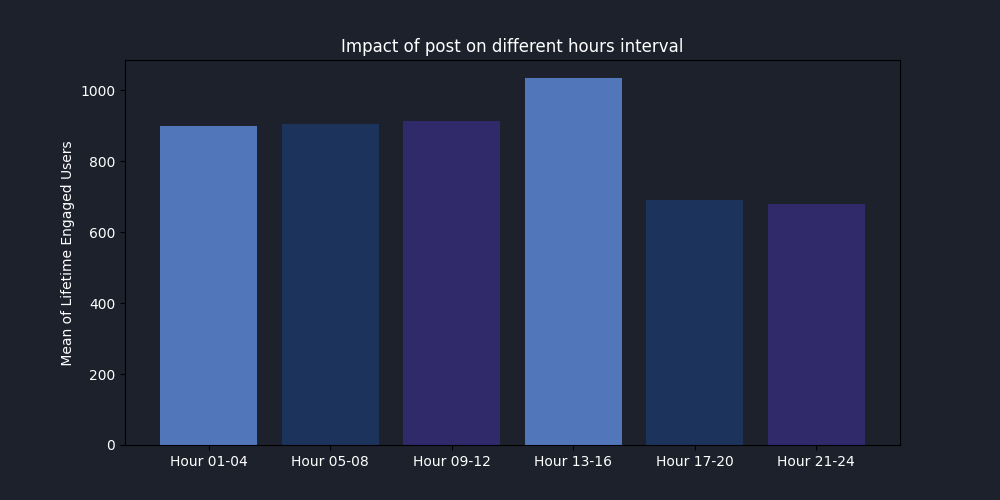 Impact of post on different hours interval
Mean of Lifetime Engaged Users
1000
800
600
400
200
0
Hour 01-04
Hour 05-08
Hour 09-12
Hour 13-16
Hour 17-20
Hour 21-24